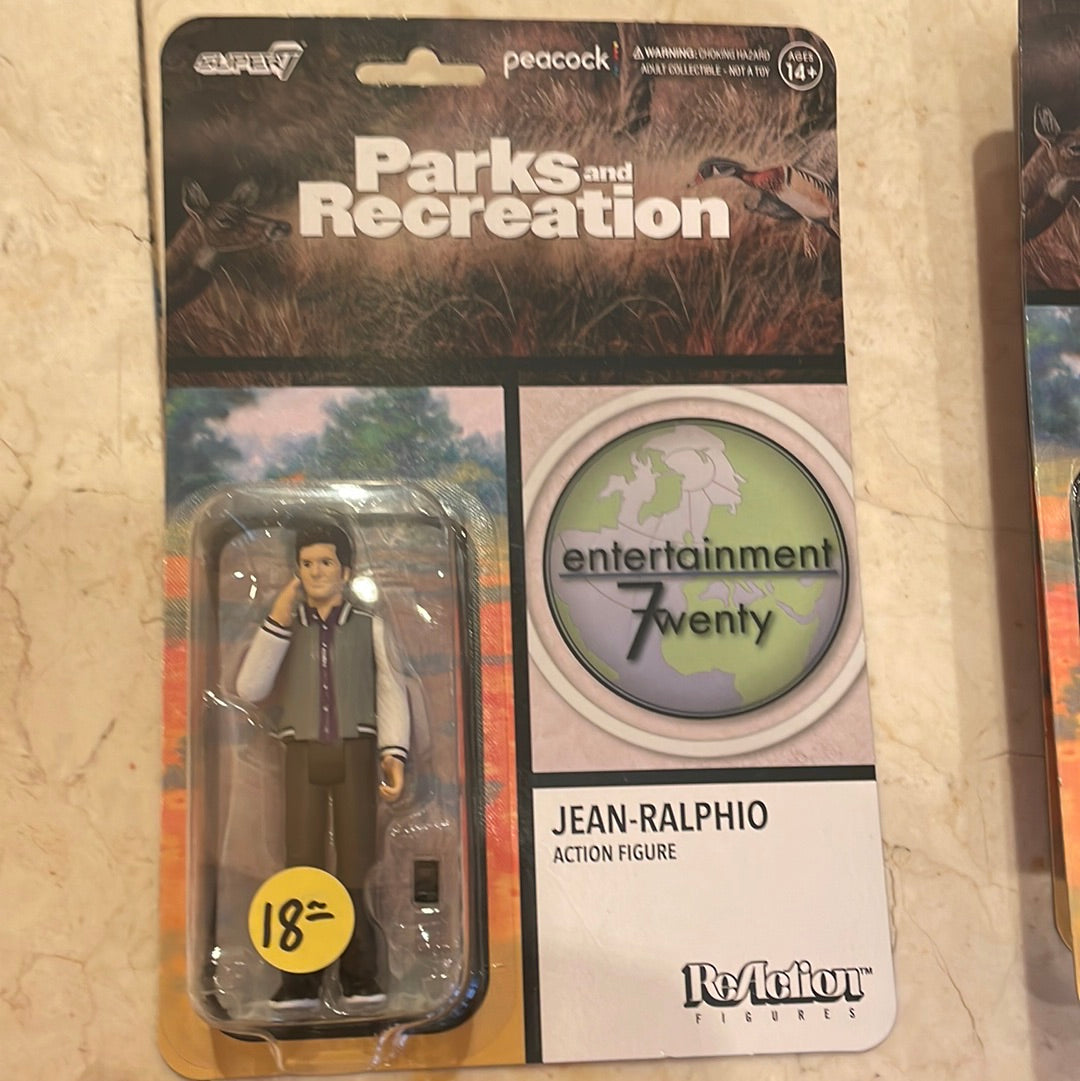 SUPER7
peacock
WARNING: CHOKING HAZARD
ADULT COLLECTIBLE - NOT A TOY
AGES
14+
Parks and
Recreation
entertainment
7wenty
JEAN-RALPHIO
ACTION FIGURE
18
ReAction™
FIGURES